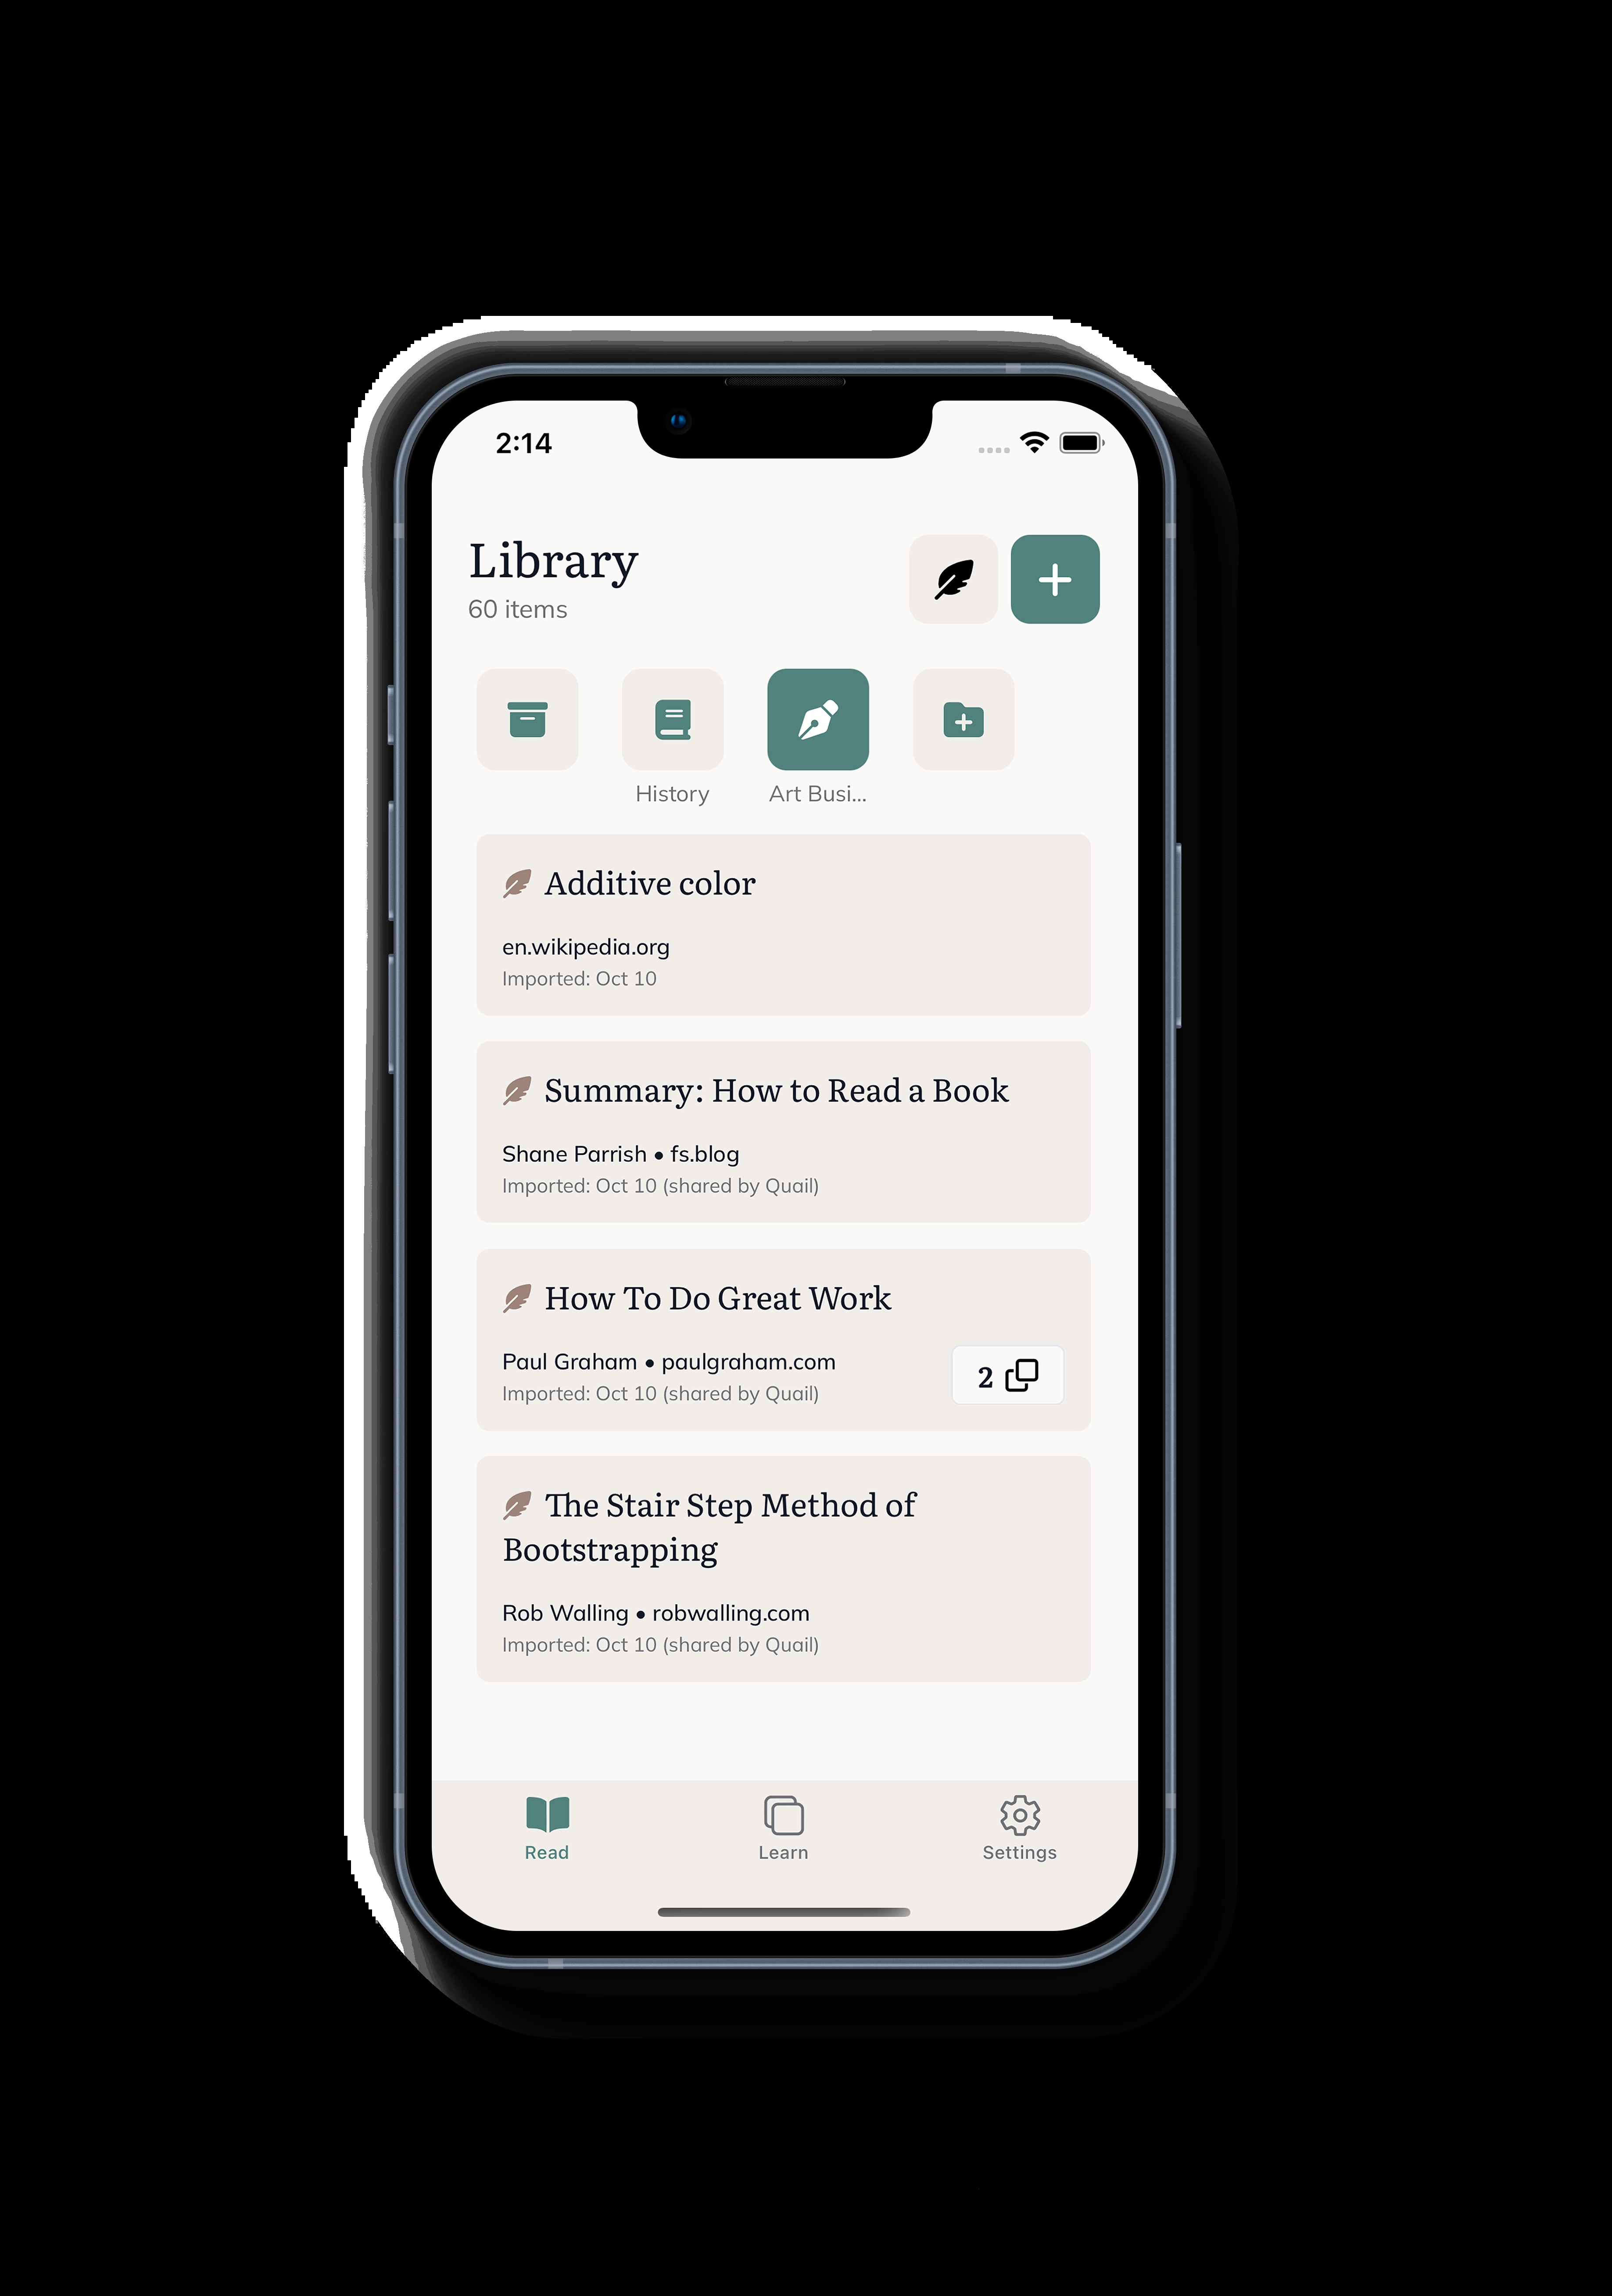 2:14
Library
60 items
History
Art Busi...
Additive color
en.wikipedia.org
Imported: Oct 10
Summary: How to Read a Book
Shane Parrish • fs.blog
Imported: Oct 10 (shared by Quail)
How To Do Great Work
Paul Graham • paulgraham.com
Imported: Oct 10 (shared by Quail)
2
The Stair Step Method of
Bootstrapping
Rob Walling • robwalling.com
Imported: Oct 10 (shared by Quail)
Read
Learn
Settings